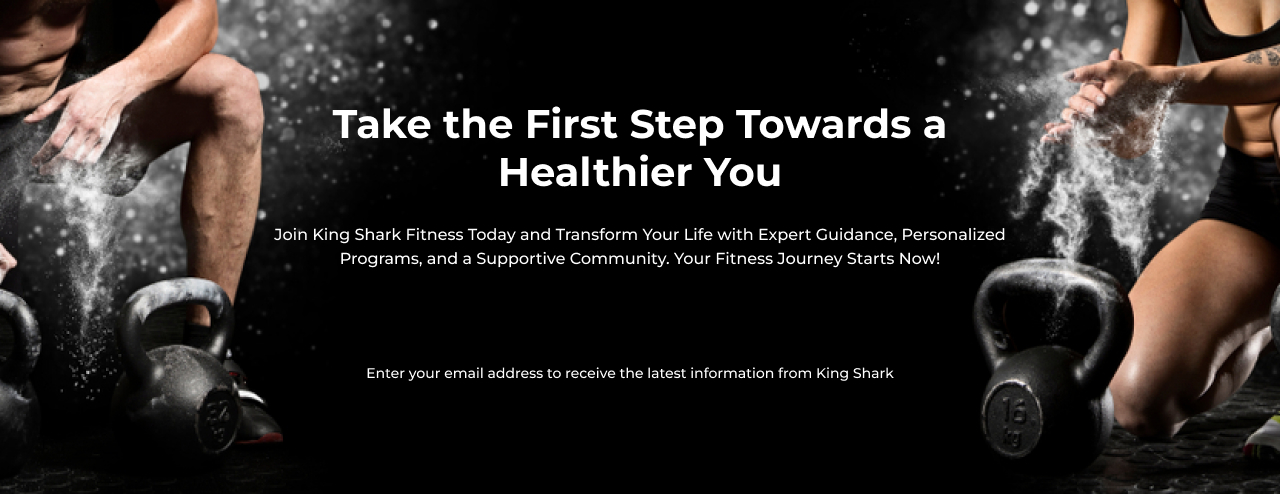 Take the First Step Towards a
Healthier You
Join King Shark Fitness Today and Transform Your Life with Expert Guidance, Personalized
Programs, and a Supportive Community. Your Fitness Journey Starts Now!
Enter your email address to receive the latest information from King Shark
16
kg